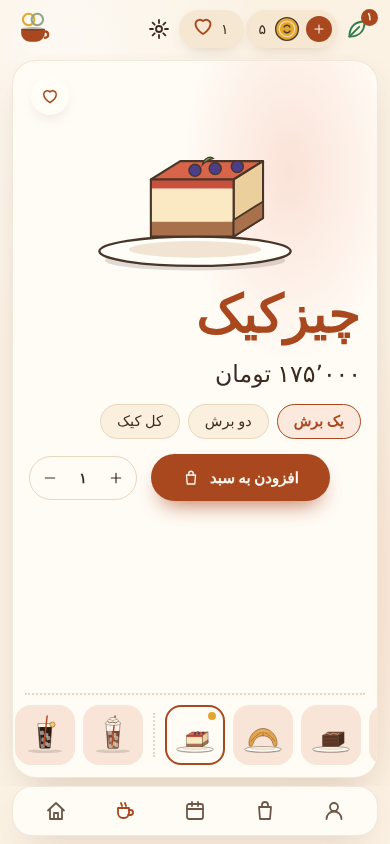 ۱
۵
۱
چیزکیک
۱۷۵٬۰۰۰ تومان
یک برش
دو برش
کل کیک
افزودن به سبد
+ ۱ −